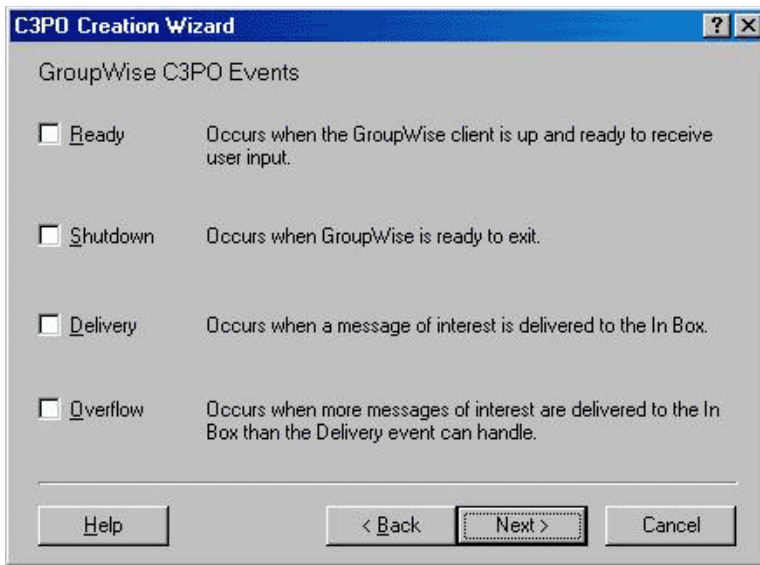 C3PO Creation Wizard
GroupWise C3PO Events
Ready
Occurs when the GroupWise client is up and ready to receive
user input.
Shutdown
Occurs when GroupWise is ready to exit.
Delivery
Occurs when a message of interest is delivered to the In Box.
Overflow
Occurs when more messages of interest are delivered to the In
Box than the Delivery event can handle.
Help
< Back
Next >
Cancel